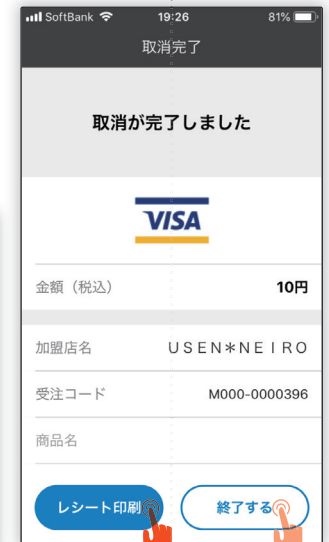 SoftBank 19:26 81%
取消完了
取消が完了しました
VISA
金額（税込） 10円
加盟店名 ＵＳＥＮ＊ＮＥＩＲＯ
受注コード M000-0000396
商品名
レシート印刷 終了する